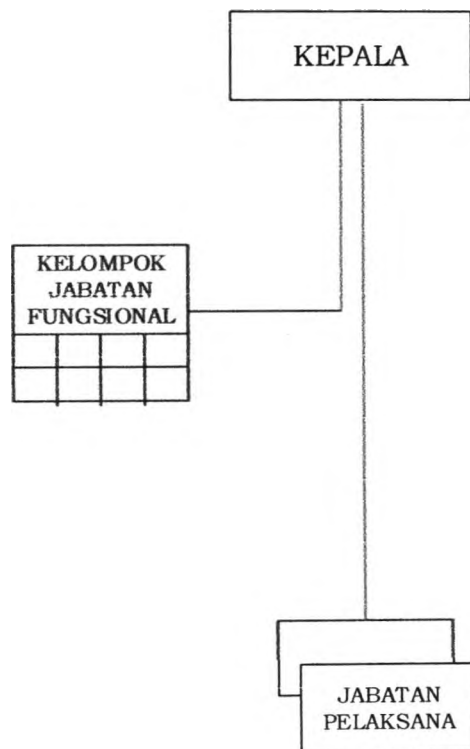 KEPALA
KELOMPOK
JABATAN
FUNGSIONAL
JABATAN
PELAKSANA